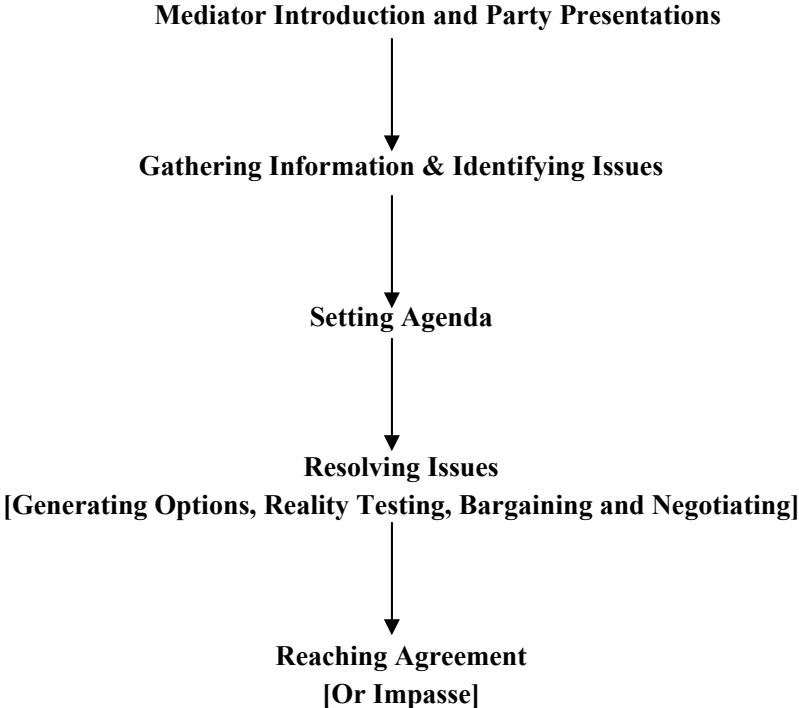 Mediator Introduction and Party Presentations
Gathering Information & Identifying Issues
Setting Agenda
Resolving Issues
[Generating Options, Reality Testing, Bargaining and Negotiating]
Reaching Agreement
[Or Impasse]